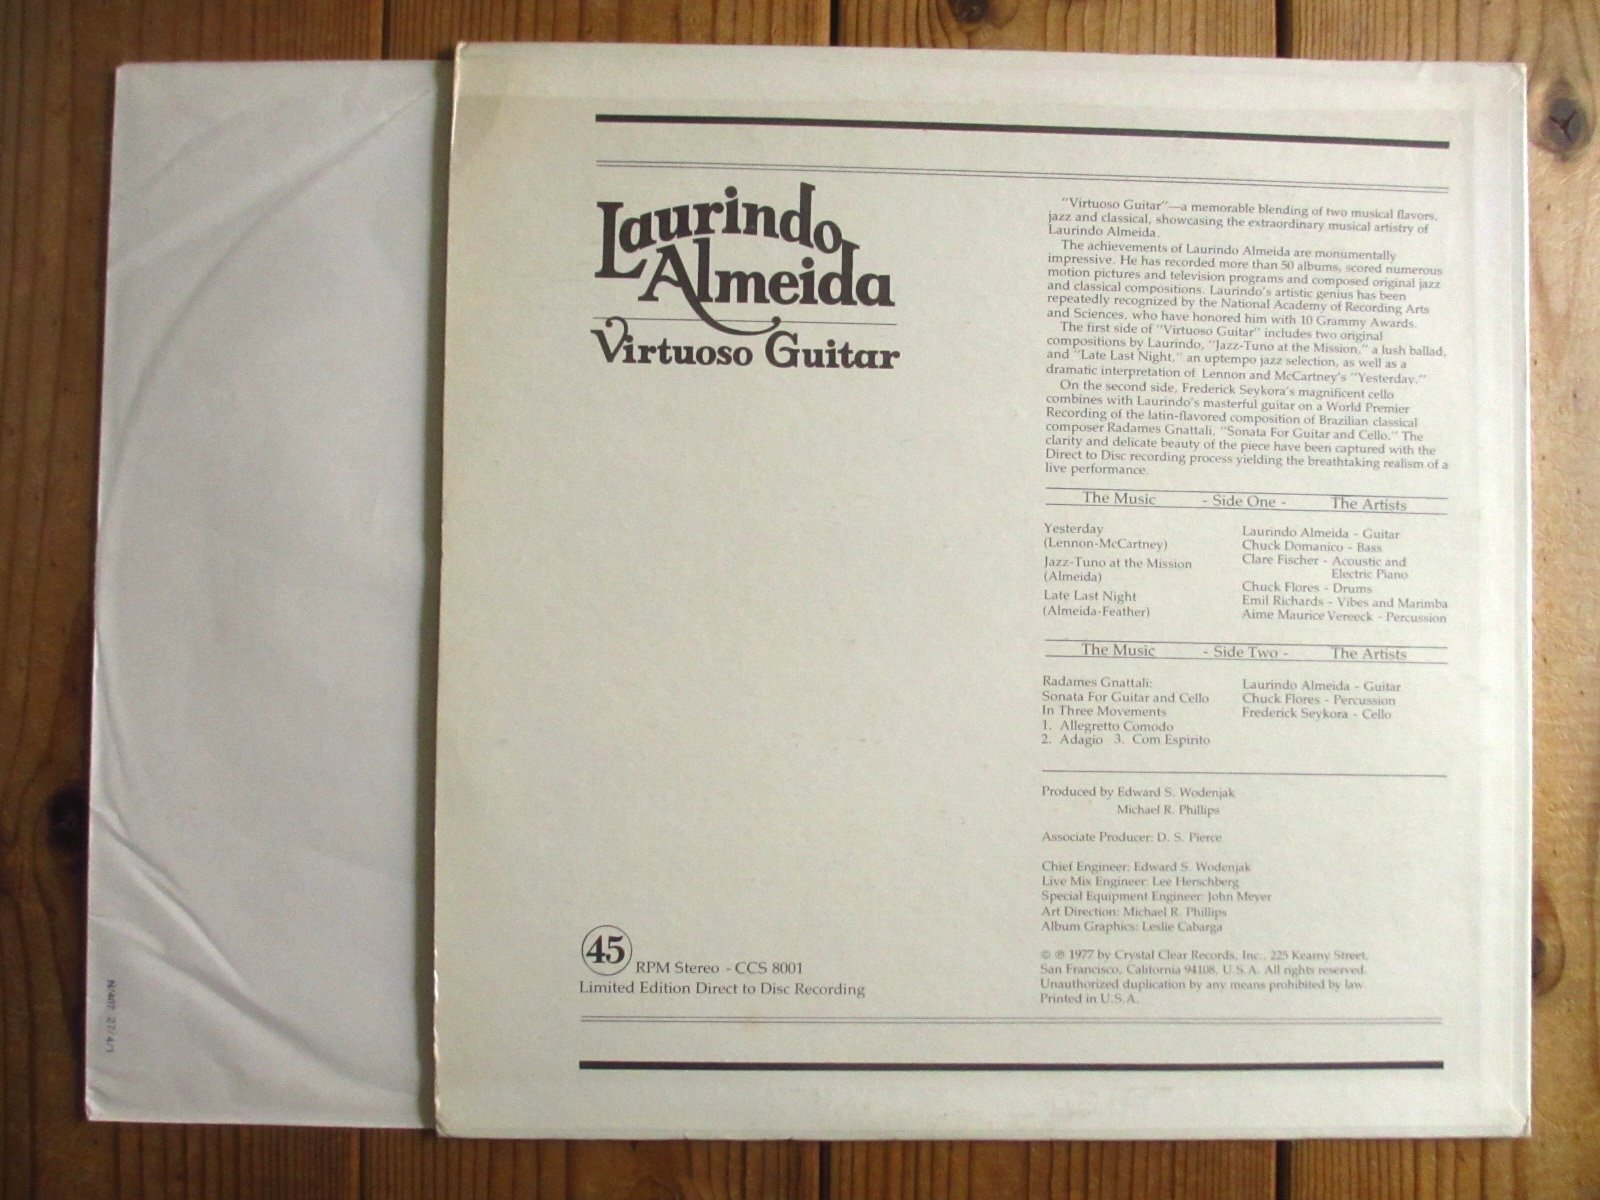 Laurindo
Almeida
Virtuoso Guitar
"Virtuoso Guitar"—a memorable blending of two musical flavors,
jazz and classical, showcasing the extraordinary musical artistry of
Laurindo Almeida.
The achievements of Laurindo Almeida are monumentally
impressive. He has recorded more than 50 albums, scored numerous
motion pictures and television programs and composed original jazz
and classical compositions. Laurindo's artistic genius has been
repeatedly recognized by the National Academy of Recording Arts
and Sciences, who have honored him with 10 Grammy Awards.
The first side of "Virtuoso Guitar" includes two original
compositions by Laurindo, "Jazz-Tuno at the Mission," a lush ballad,
and "Late Last Night," an uptempo jazz selection, as well as a
dramatic interpretation of Lennon and McCartney's "Yesterday."
On the second side, Frederick Seykora's magnificent cello
combines with Laurindo's masterful guitar on a World Premier
Recording of the latin-flavored composition of Brazilian classical
composer Radames Gnattali, "Sonata For Guitar and Cello." The
clarity and delicate beauty of the piece have been captured with the
Direct to Disc recording process yielding the breathtaking realism of a
live performance.
The Music - Side One - The Artists
Yesterday
(Lennon-McCartney)
Jazz-Tuno at the Mission
(Almeida)
Late Last Night
(Almeida-Feather)
Laurindo Almeida - Guitar
Chuck Domanico - Bass
Clare Fischer - Acoustic and
Electric Piano
Chuck Flores - Drums
Emil Richards - Vibes and Marimba
Aime Maurice Vereeck - Percussion
The Music - Side Two - The Artists
Radames Gnattali:
Sonata For Guitar and Cello
In Three Movements
1. Allegretto Comodo
2. Adagio 3. Com Espirito
Laurindo Almeida - Guitar
Chuck Flores - Percussion
Frederick Seykora - Cello
Produced by Edward S. Wodenjak
Michael R. Phillips
Associate Producer: D. S. Pierce
Chief Engineer: Edward S. Wodenjak
Live Mix Engineer: Lee Herschberg
Special Equipment Engineer: John Meyer
Art Direction: Michael R. Phillips
Album Graphics: Leslie Cabarga
© ℗ 1977 by Crystal Clear Records, Inc., 225 Kearny Street,
San Francisco, California 94108, U.S.A. All rights reserved.
Unauthorized duplication by any means prohibited by law.
Printed in U.S.A.
45 RPM Stereo - CCS 8001
Limited Edition Direct to Disc Recording